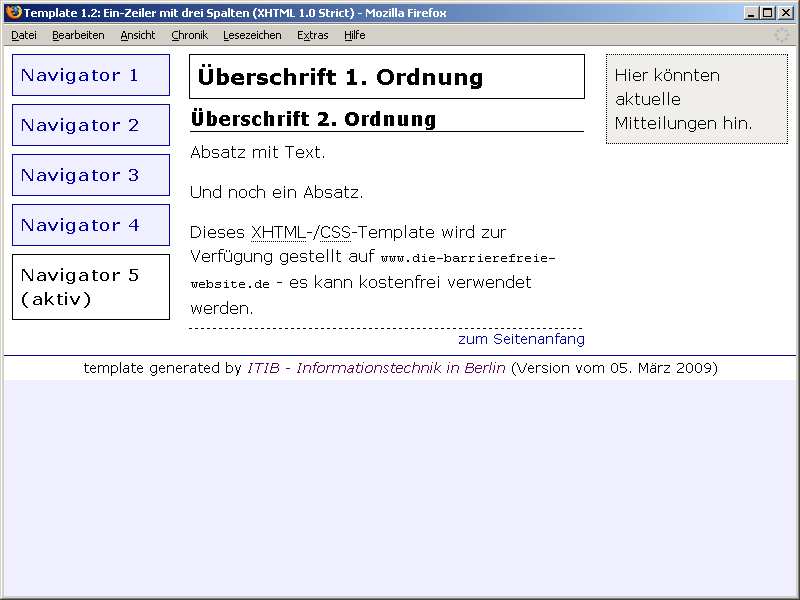 Template 1.2: Ein-Zeiler mit drei Spalten (XHTML 1.0 Strict) - Mozilla Firefox
Datei Bearbeiten Ansicht Chronik Lesezeichen Extras Hilfe
Navigator 1
Navigator 2
Navigator 3
Navigator 4
Navigator 5
(aktiv)
Überschrift 1. Ordnung
Überschrift 2. Ordnung
Absatz mit Text.
Und noch ein Absatz.
Dieses XHTML-/CSS-Template wird zur
Verfügung gestellt auf www.die-barrierefreie-
website.de - es kann kostenfrei verwendet
werden.
zum Seitenanfang
Hier könnten
aktuelle
Mitteilungen hin.
template generated by ITIB - Informationstechnik in Berlin (Version vom 05. März 2009)